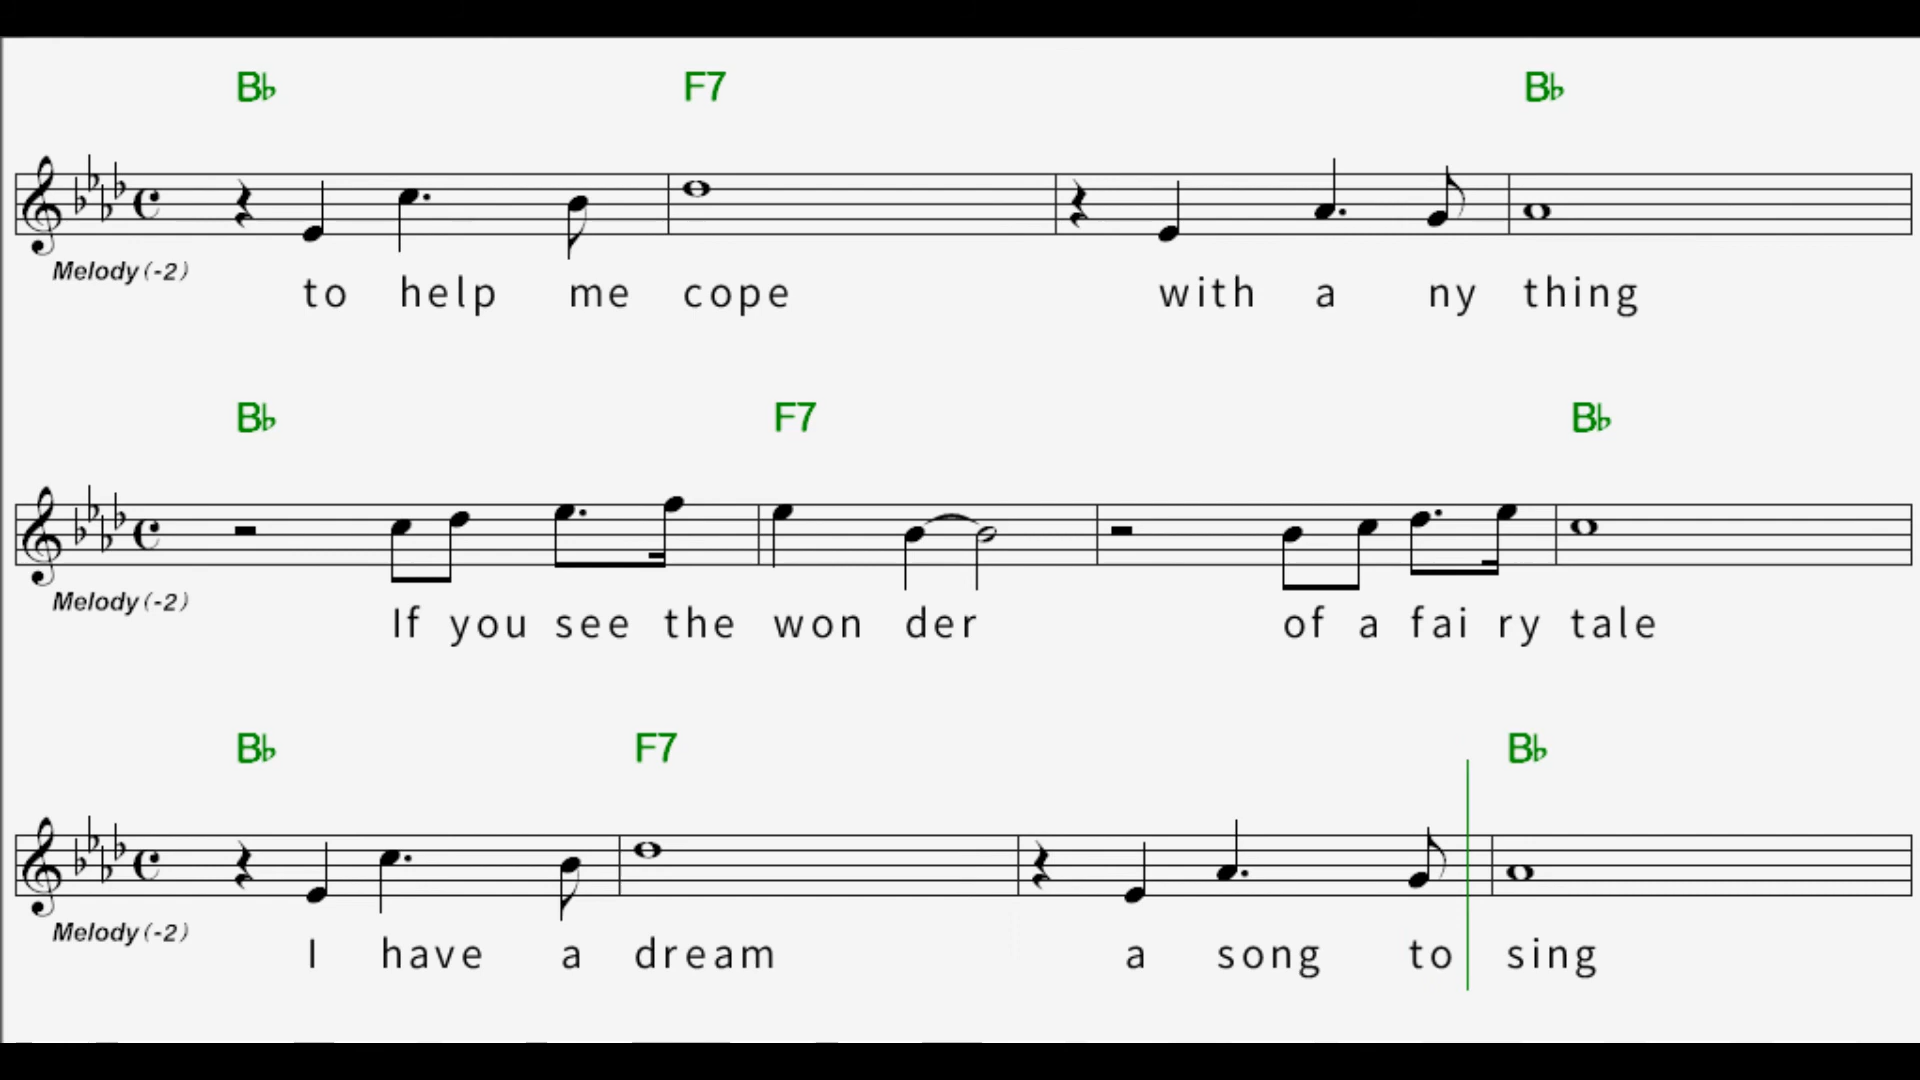 B♭ F7 B♭
Melody(-2)
to help me cope with a ny thing
B♭ F7 B♭
Melody(-2)
If you see the won der of a fai ry tale
B♭ F7 B♭
Melody(-2)
I have a dream a song to sing